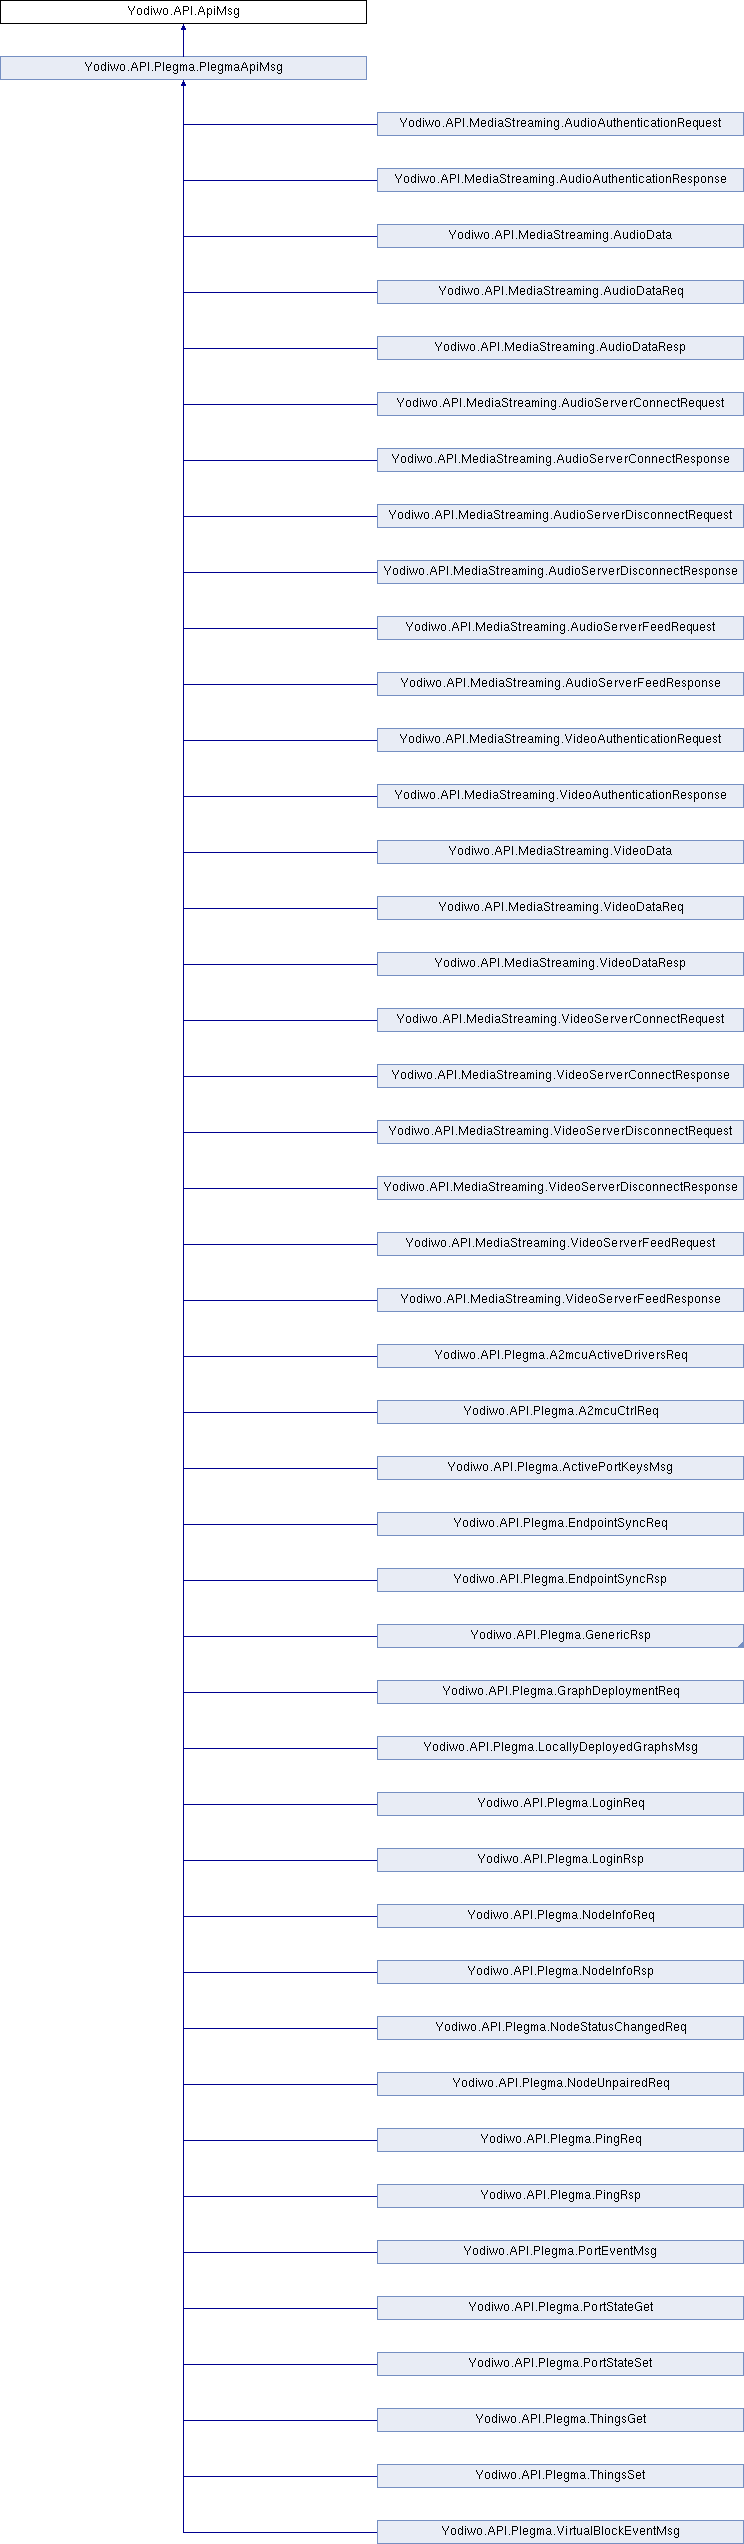 Yodiwo.API.ApiMsg
Yodiwo.API.Plegma.PlegmaApiMsg
Yodiwo.API.MediaStreaming.AudioAuthenticationRequest
Yodiwo.API.MediaStreaming.AudioAuthenticationResponse
Yodiwo.API.MediaStreaming.AudioData
Yodiwo.API.MediaStreaming.AudioDataReq
Yodiwo.API.MediaStreaming.AudioDataResp
Yodiwo.API.MediaStreaming.AudioServerConnectRequest
Yodiwo.API.MediaStreaming.AudioServerConnectResponse
Yodiwo.API.MediaStreaming.AudioServerDisconnectRequest
Yodiwo.API.MediaStreaming.AudioServerDisconnectResponse
Yodiwo.API.MediaStreaming.AudioServerFeedRequest
Yodiwo.API.MediaStreaming.AudioServerFeedResponse
Yodiwo.API.MediaStreaming.VideoAuthenticationRequest
Yodiwo.API.MediaStreaming.VideoAuthenticationResponse
Yodiwo.API.MediaStreaming.VideoData
Yodiwo.API.MediaStreaming.VideoDataReq
Yodiwo.API.MediaStreaming.VideoDataResp
Yodiwo.API.MediaStreaming.VideoServerConnectRequest
Yodiwo.API.MediaStreaming.VideoServerConnectResponse
Yodiwo.API.MediaStreaming.VideoServerDisconnectRequest
Yodiwo.API.MediaStreaming.VideoServerDisconnectResponse
Yodiwo.API.MediaStreaming.VideoServerFeedRequest
Yodiwo.API.MediaStreaming.VideoServerFeedResponse
Yodiwo.API.Plegma.A2mcuActiveDriversReq
Yodiwo.API.Plegma.A2mcuCtrlReq
Yodiwo.API.Plegma.ActivePortKeysMsg
Yodiwo.API.Plegma.EndpointSyncReq
Yodiwo.API.Plegma.EndpointSyncRsp
Yodiwo.API.Plegma.GenericRsp
Yodiwo.API.Plegma.GraphDeploymentReq
Yodiwo.API.Plegma.LocallyDeployedGraphsMsg
Yodiwo.API.Plegma.LoginReq
Yodiwo.API.Plegma.LoginRsp
Yodiwo.API.Plegma.NodeInfoReq
Yodiwo.API.Plegma.NodeInfoRsp
Yodiwo.API.Plegma.NodeStatusChangedReq
Yodiwo.API.Plegma.NodeUnpairedReq
Yodiwo.API.Plegma.PingReq
Yodiwo.API.Plegma.PingRsp
Yodiwo.API.Plegma.PortEventMsg
Yodiwo.API.Plegma.PortStateGet
Yodiwo.API.Plegma.PortStateSet
Yodiwo.API.Plegma.ThingsGet
Yodiwo.API.Plegma.ThingsSet
Yodiwo.API.Plegma.VirtualBlockEventMsg